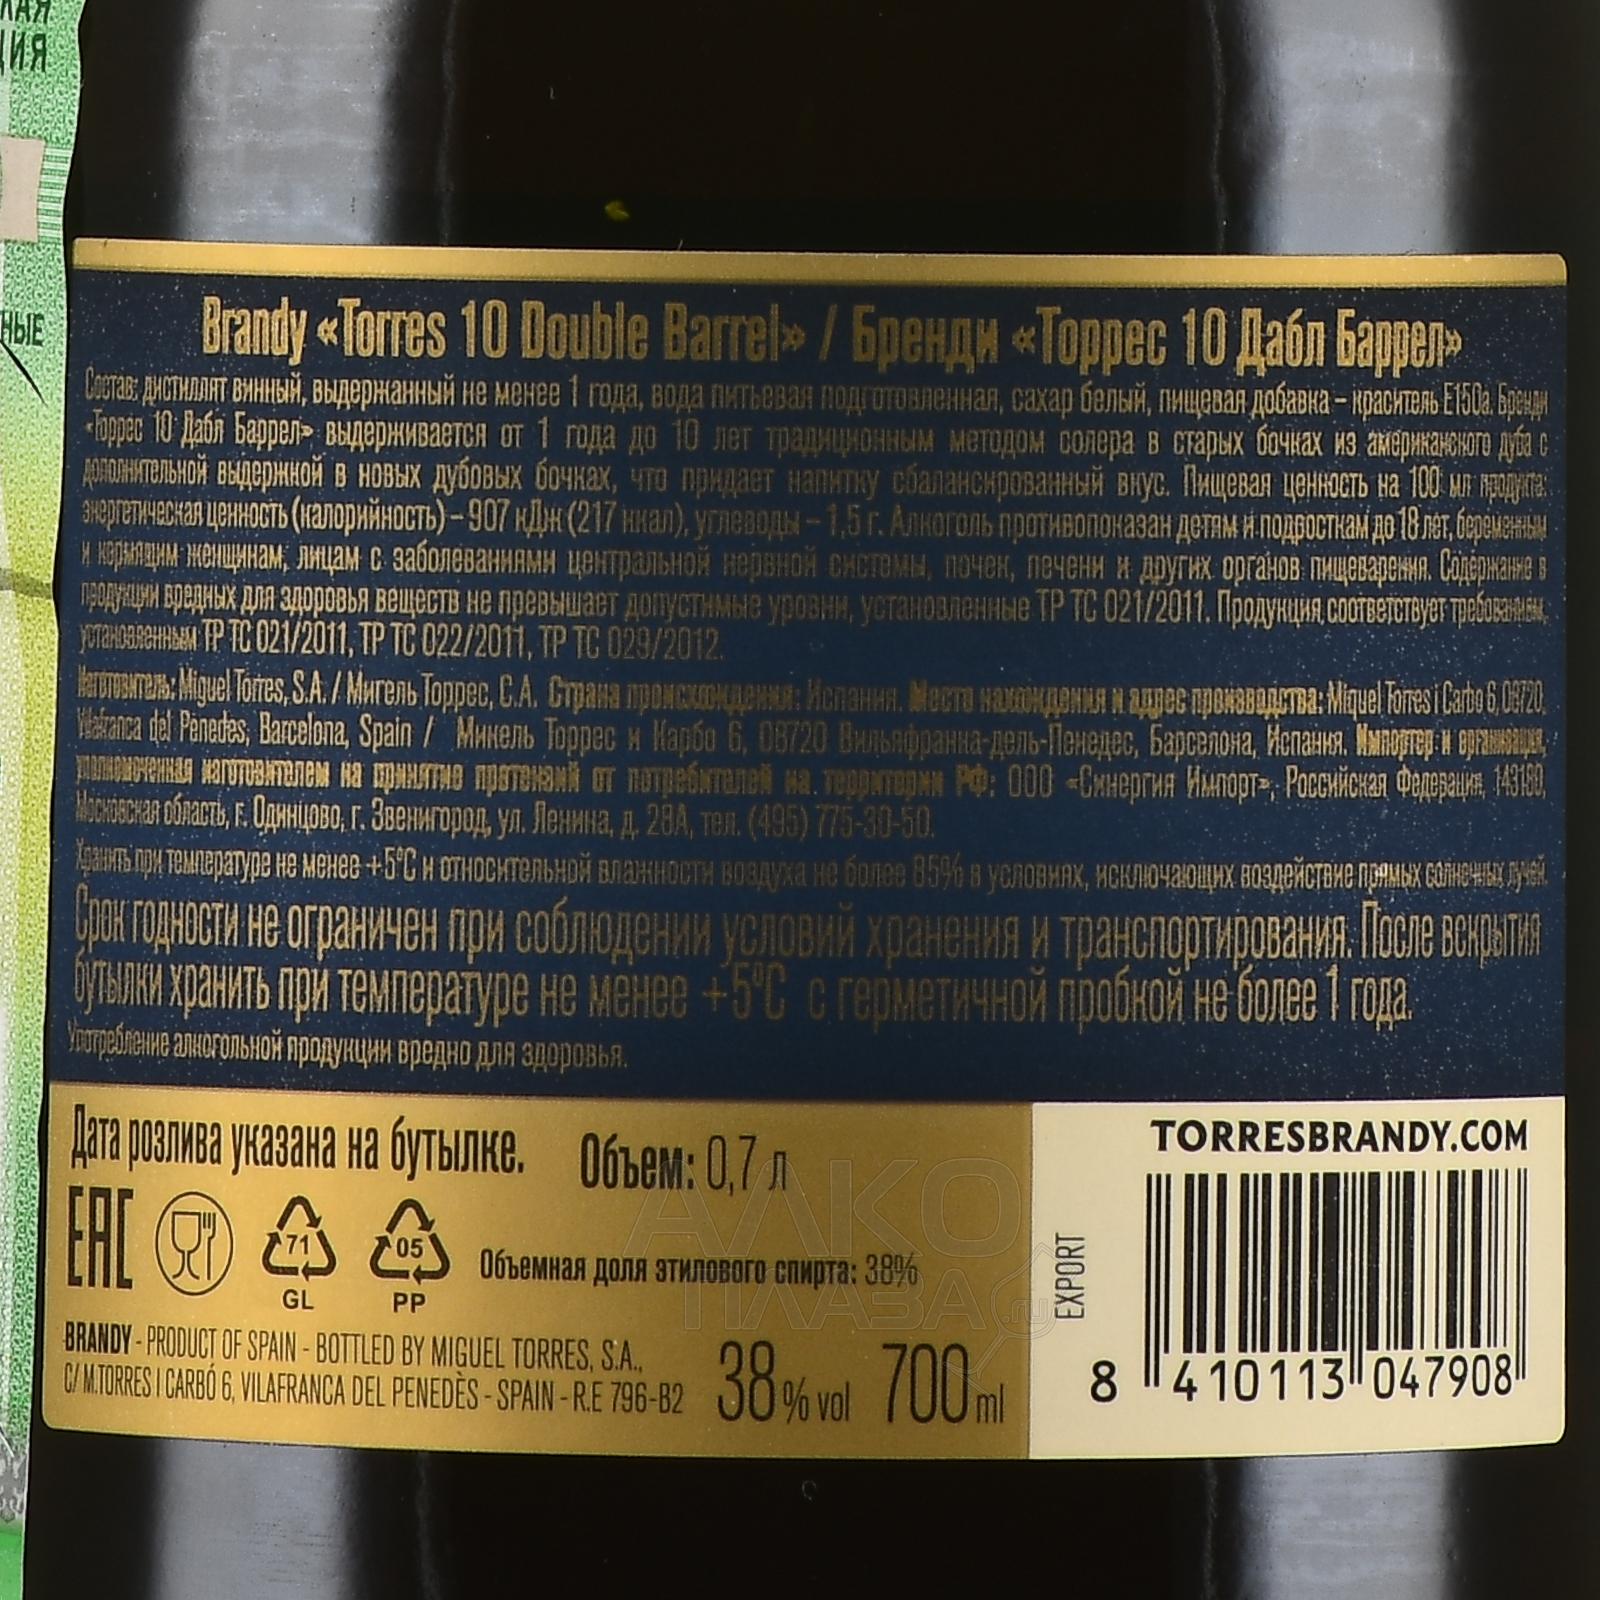 КАЯ
ЦИЯ
НЫЕ
Brandy «Torres 10 Double Barrel» / Бренди «Торрес 10 Дабл Баррел»
Состав: дистиллят винный, выдержанный не менее 1 года, вода питьевая подготовленная, сахар белый, пищевая добавка – краситель E150a. Бренди
«Торрес 10 Дабл Баррел» выдерживается от 1 года до 10 лет традиционным методом солера в старых бочках из американского дуба с
дополнительной выдержкой в новых дубовых бочках, что придает напитку сбалансированный вкус. Пищевая ценность на 100 мл продукта:
энергетическая ценность (калорийность) – 907 кДж (217 ккал), углеводы – 1,5 г. Алкоголь противопоказан детям и подросткам до 18 лет, беременным
и кормящим женщинам, лицам с заболеваниями центральной нервной системы, почек, печени и других органов пищеварения. Содержание в
продукции вредных для здоровья веществ не превышает допустимые уровни, установленные ТР ТС 021/2011. Продукция соответствует требованиям,
установленным ТР ТС 021/2011, ТР ТС 022/2011, ТР ТС 029/2012.
Изготовитель: Miguel Torres, S.A. / Мигель Торрес, С.А. Страна происхождения: Испания. Место нахождения и адрес производства: Miquel Torres i Carbo 6, 08720,
Vilafranca del Penedes, Barcelona, Spain / Микель Торрес и Карбо 6, 08720 Вильяфранка-дель-Пенедес, Барселона, Испания. Импортер и организация,
уполномоченная изготовителем на принятие претензий от потребителей на территории РФ: ООО «Синергия Импорт», Российская Федерация, 143180,
Московская область, г. Одинцово, г. Звенигород, ул. Ленина, д. 28А, тел. (495) 775-30-50.
Хранить при температуре не менее +5°С и относительной влажности воздуха не более 85% в условиях, исключающих воздействие прямых солнечных лучей.
Срок годности не ограничен при соблюдении условий хранения и транспортирования. После вскрытия
бутылки хранить при температуре не менее +5°С с герметичной пробкой не более 1 года.
Употребление алкогольной продукции вредно для здоровья.
Дата розлива указана на бутылке. Объем: 0,7 л
ЕАС 71 GL 05 PP
Объемная доля этилового спирта: 38%
BRANDY - PRODUCT OF SPAIN - BOTTLED BY MIGUEL TORRES, S.A.,
C/ M.TORRES I CARBÓ 6, VILAFRANCA DEL PENEDÈS - SPAIN - R.E 796-B2
38 % vol 700 ml
TORRESBRANDY.COM
EXPORT
8 410113 047908
АЛКО
ПЛАЗА .ru